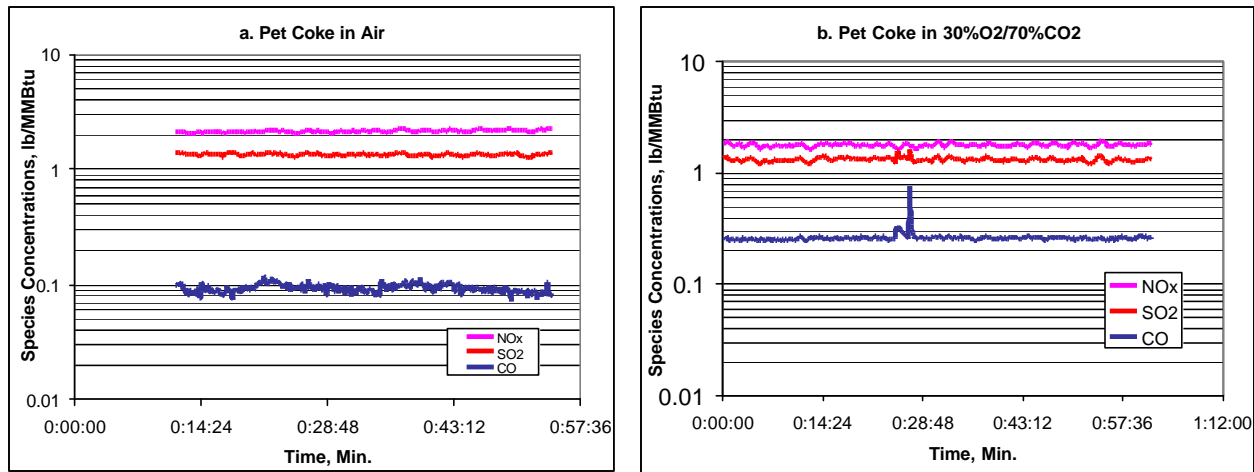 a. Pet Coke in Air
Species Concentrations, lb/MMBtu
10
1
0.1
0.01
NOx
SO2
CO
0:00:00 0:14:24 0:28:48 0:43:12 0:57:36
Time, Min.
b. Pet Coke in 30%O2/70%CO2
Species Concentrations, lb/MMBtu
10
1
0.1
0.01
NOx
SO2
CO
0:00:00 0:14:24 0:28:48 0:43:12 0:57:36 1:12:00
Time, Min.